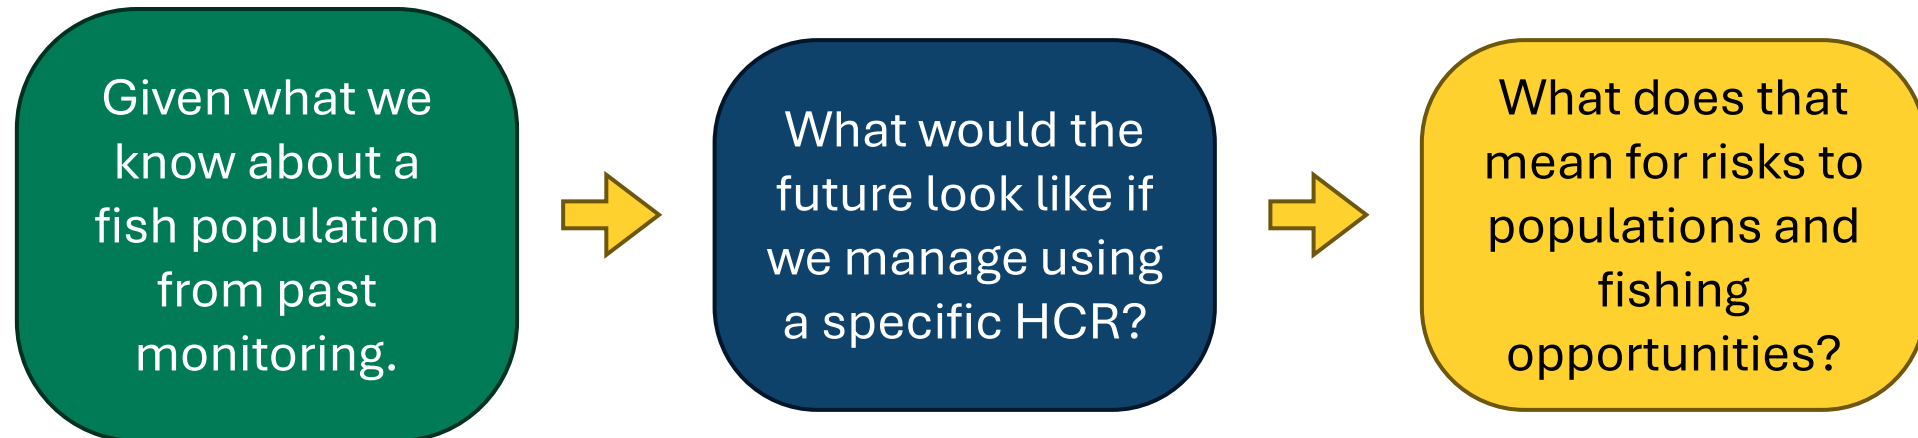 Given what we
know about a
fish population
from past
monitoring.
What would the
future look like if
we manage using
a specific HCR?
What does that
mean for risks to
populations and
fishing
opportunities?